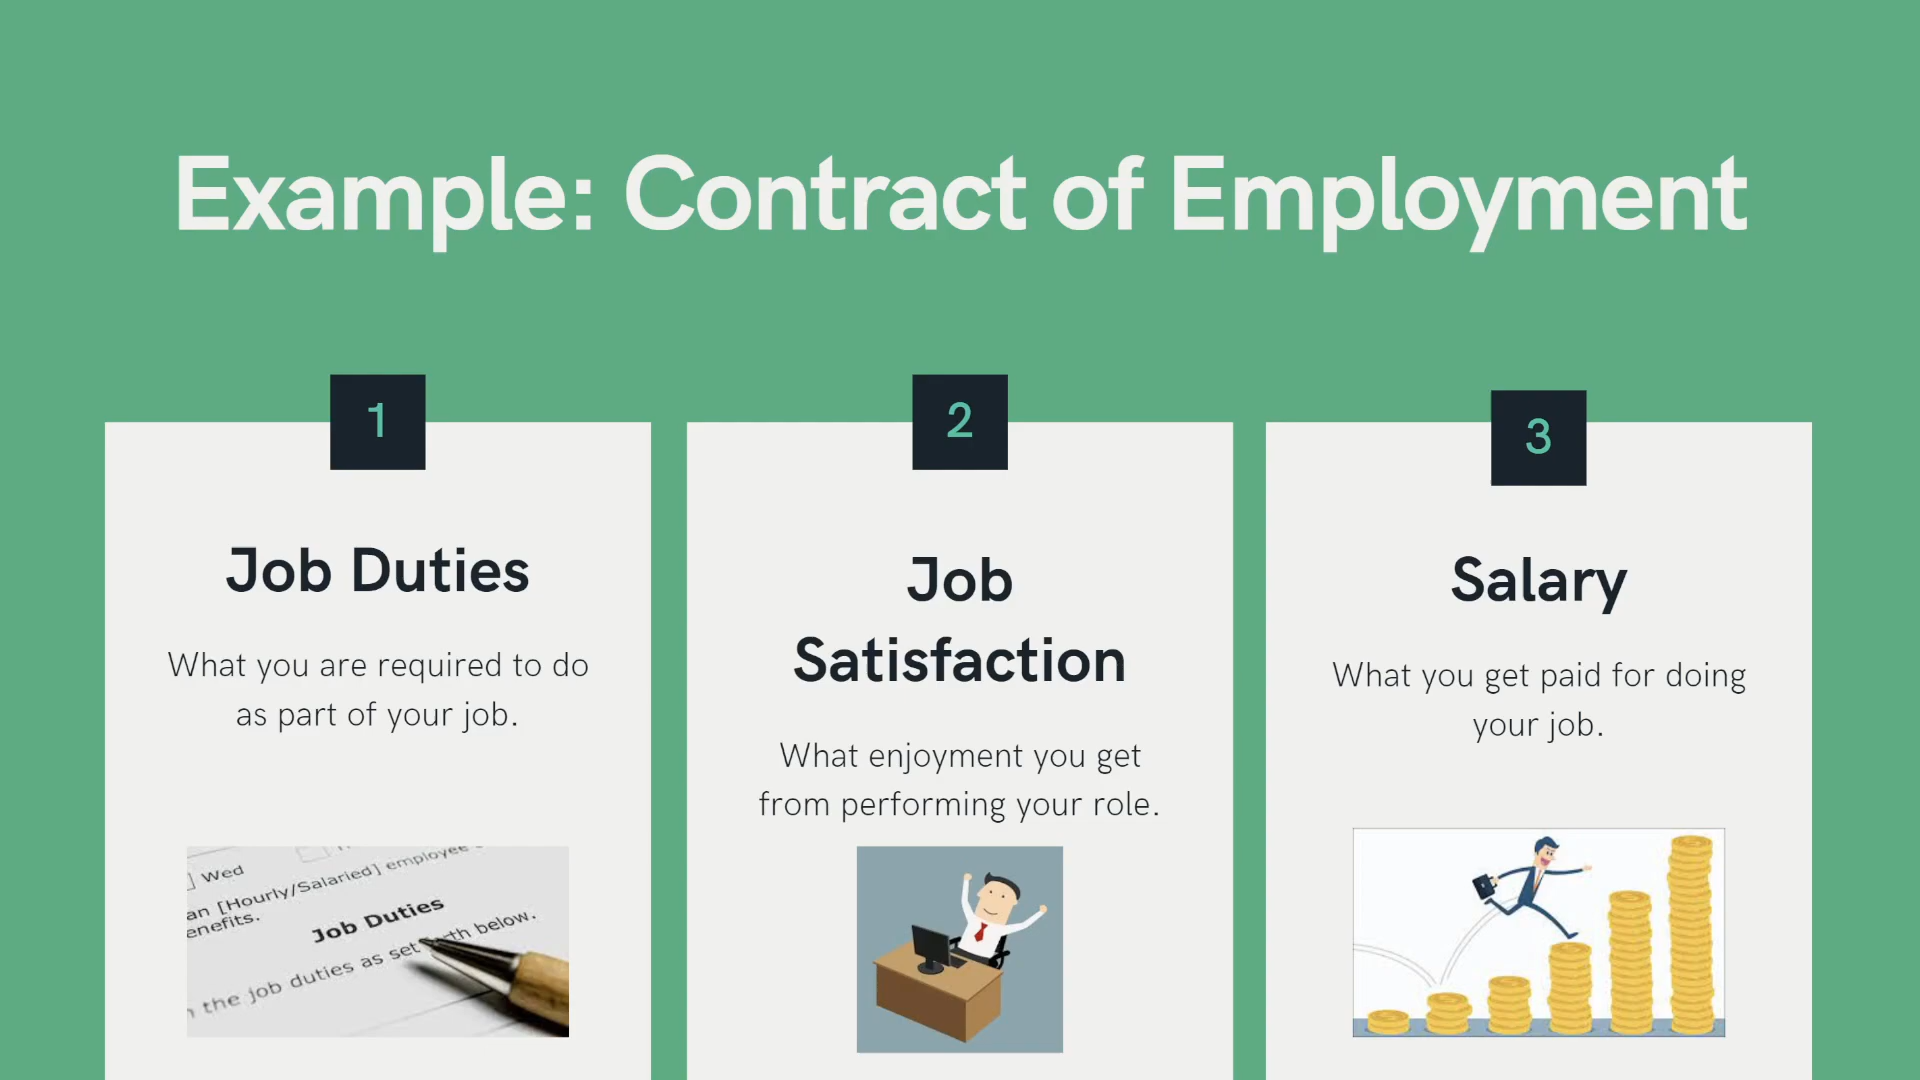 Example: Contract of Employment
1
Job Duties
What you are required to do
as part of your job.
] Wed
an [Hourly/Salaried] employee
enefits.
Job Duties
the job duties as set forth below.
2
Job
Satisfaction
What enjoyment you get
from performing your role.
3
Salary
What you get paid for doing
your job.